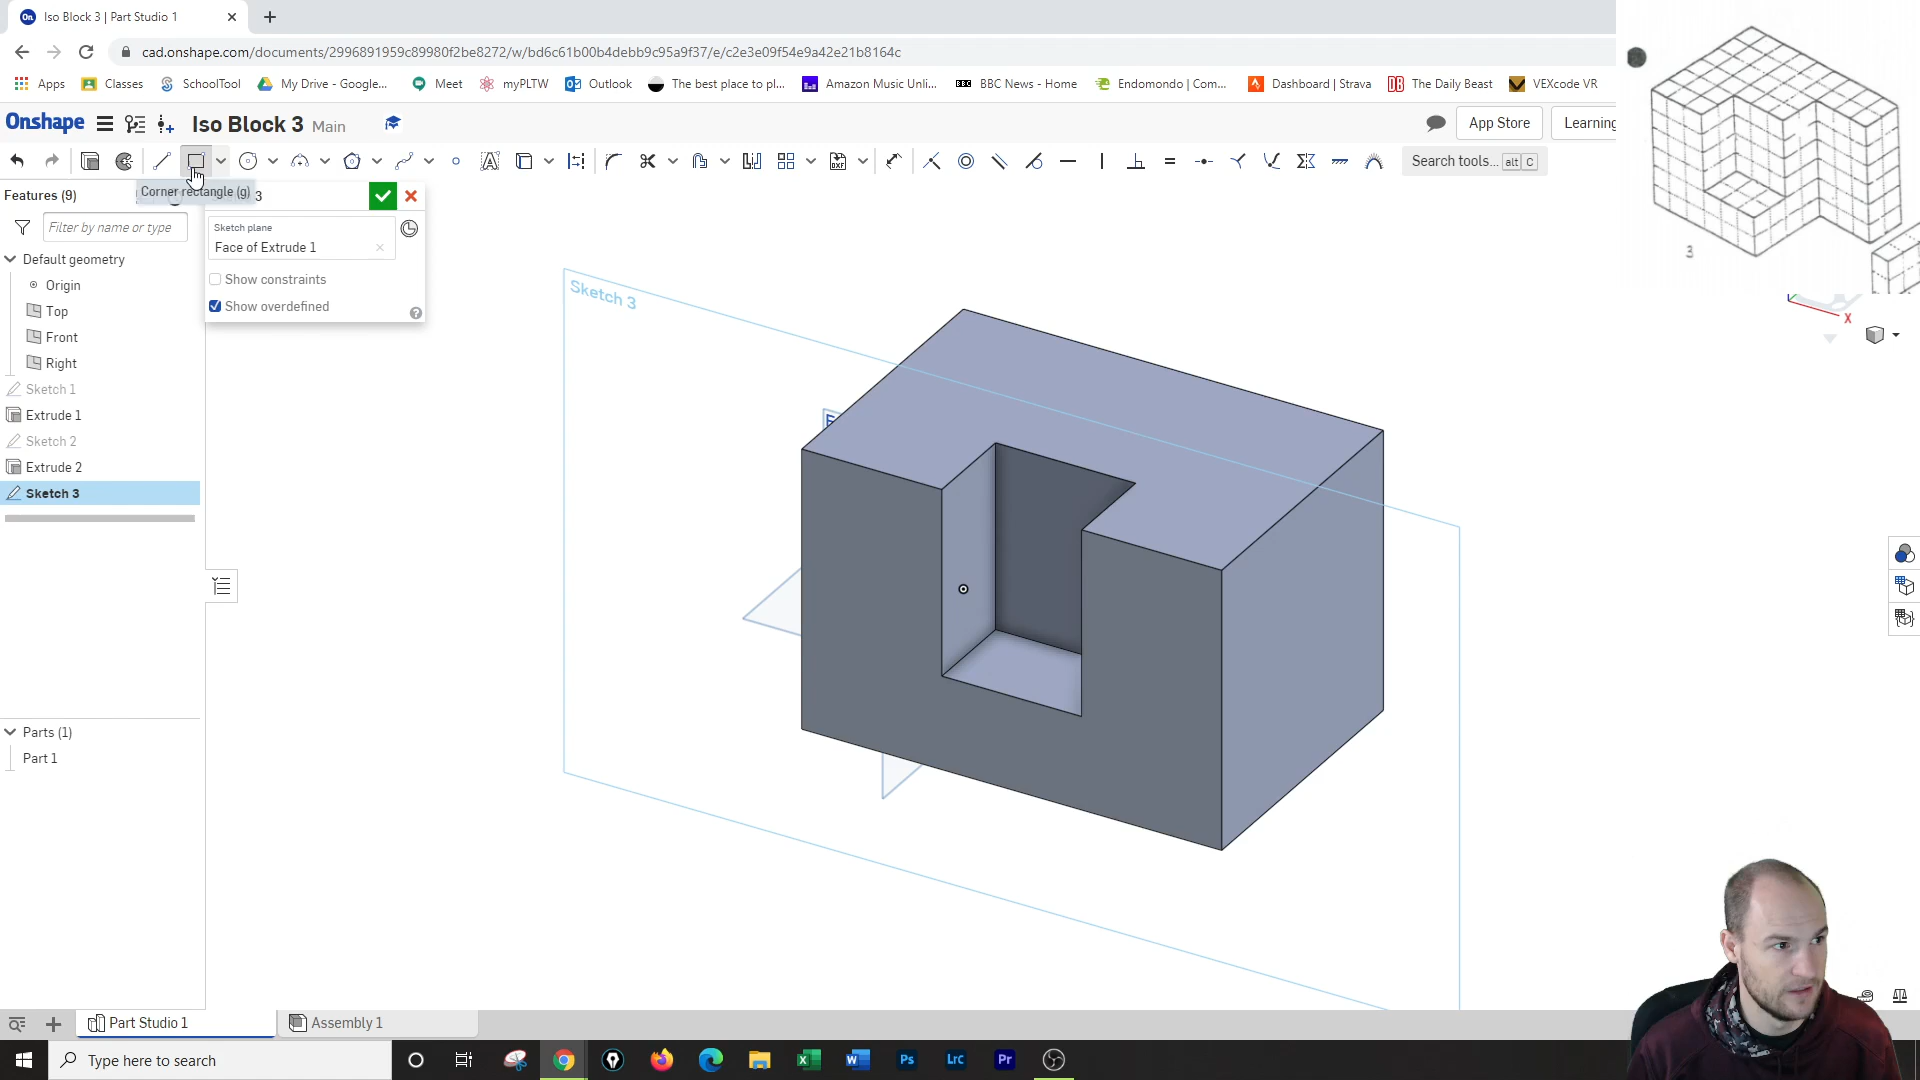 On Iso Block 3 | Part Studio 1
cad.onshape.com/documents/2996891959c89980f2be8272/w/bd6c61b00b4debb9c95a9f37/e/c2e3e09f54e9a42e21b8164c
Apps Classes SchoolTool My Drive - Google... Meet myPLTW Outlook The best place to pl... Amazon Music Unli... BBC BBC News - Home Endomondo | Com... Dashboard | Strava The Daily Beast VEXcode VR
Onshape Iso Block 3 Main App Store Learning
Search tools... alt C
Features (9) Corner rectangle (g) 3
Filter by name or type
Sketch plane
Face of Extrude 1
Show constraints
Show overdefined
Default geometry
Origin
Top
Front
Right
Sketch 1
Extrude 1
Sketch 2
Extrude 2
Sketch 3
Parts (1)
Part 1
Sketch 3
3
X
Part Studio 1 Assembly 1
Type here to search
Ps Lrc Pr